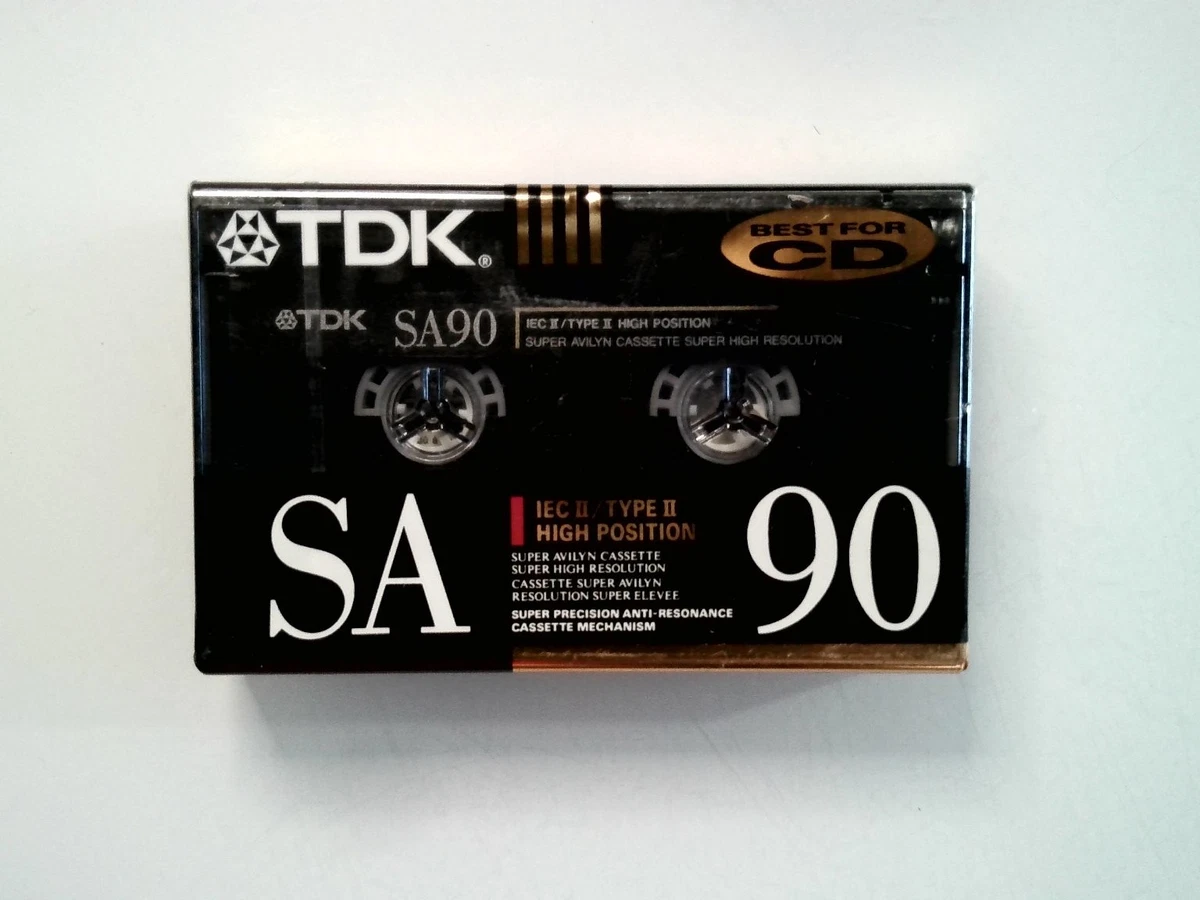 TDK®
BEST FOR
CD
TDK SA90
IEC II/TYPE II HIGH POSITION
SUPER AVILYN CASSETTE SUPER HIGH RESOLUTION
SA
IEC II/TYPE II
HIGH POSITION
SUPER AVILYN CASSETTE
SUPER HIGH RESOLUTION
CASSETTE SUPER AVILYN
RESOLUTION SUPER ELEVEE
SUPER PRECISION ANTI-RESONANCE
CASSETTE MECHANISM
90